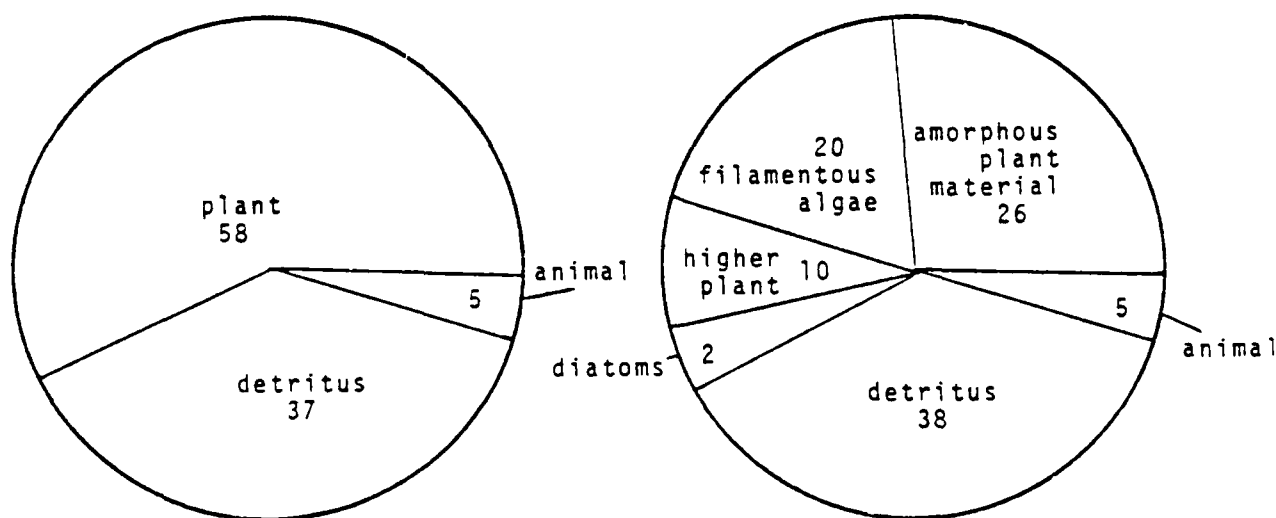 plant
58
animal
5
detritus
37
20
filamentous
algae
amorphous
plant
material
26
higher
plant
10
diatoms
2
5
animal
detritus
38